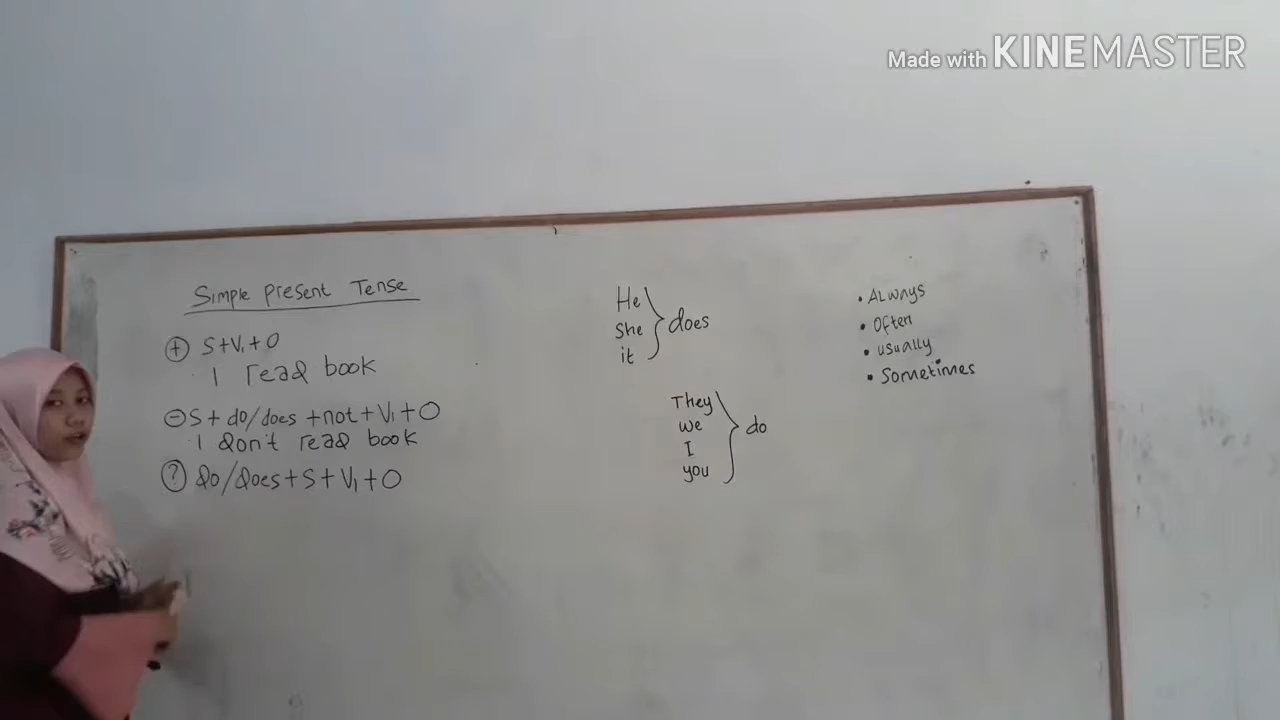 Made with KINEMASTER
Simple Present Tense
(+) S+V1+O
I read book
(-) S + do/does +not+V1+O
I don't read book
(?) do/does+S+V1+O
He
She
it
does
They
we
I
you
do
• ALways
• Often
• usually
• Sometimes